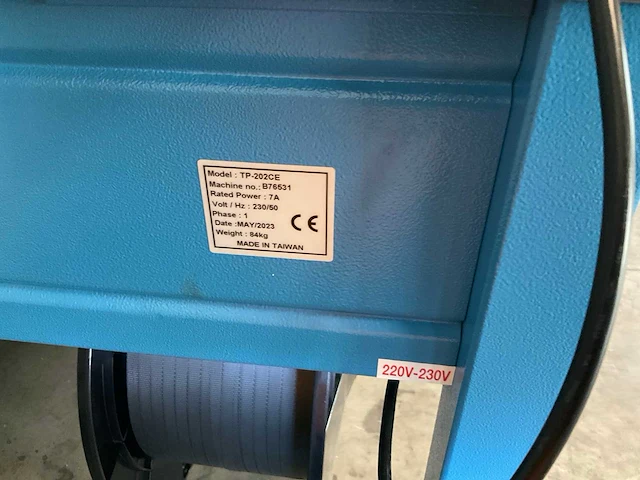 Model : TP-202CE
Machine no.: B76531
Rated Power : 7A
Volt / Hz : 230/50
Phase : 1
Date :MAY/2023
Weight : 84kg
CE
MADE IN TAIWAN
220V-230V